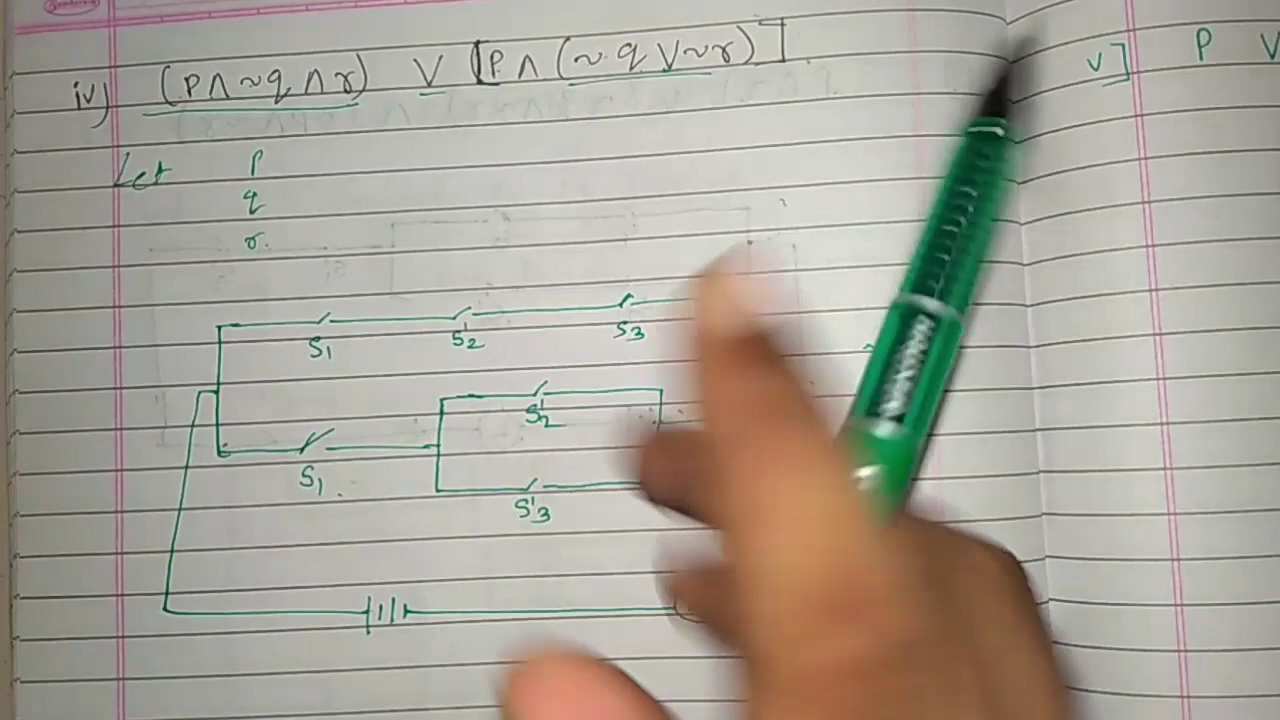 iv) (p∧~q∧r) ∨ [p∧(~q∨~r)]
v] p ∨
Let p
q
r.
S1 S'2 S3
S'2
S1.
S'3